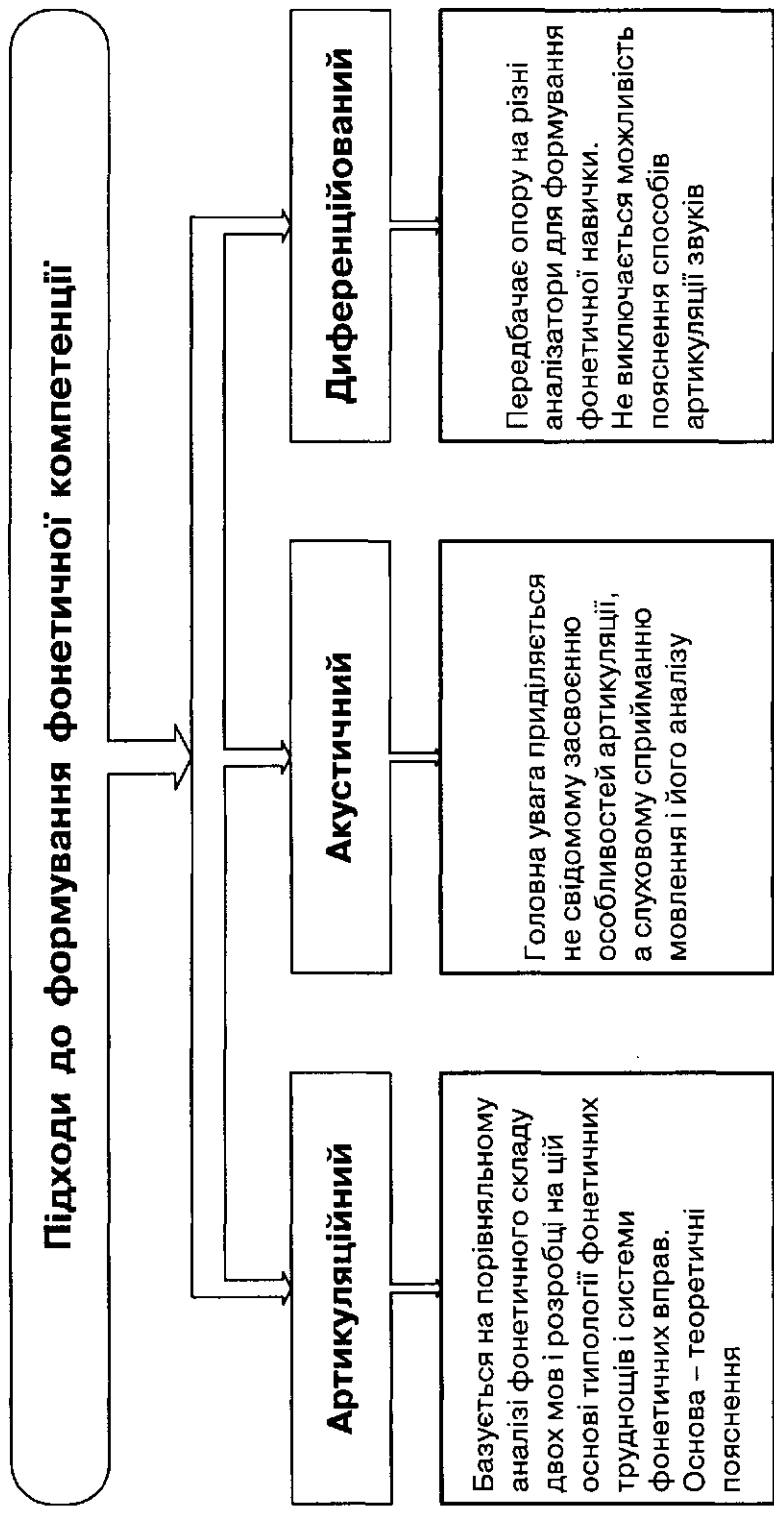 Підходи до формування фонетичної компетенції
Артикуляційний
Базується на порівняльному
аналізі фонетичного складу
двох мов і розробці на цій
основі типології фонетичних
труднощів і системи
фонетичних вправ.
Основа – теоретичні
пояснення
Акустичний
Головна увага приділяється
не свідомому засвоєнню
особливостей артикуляції,
а слуховому сприйманню
мовлення і його аналізу
Диференційований
Передбачає опору на різні
аналізатори для формування
фонетичної навички.
Не виключається можливість
пояснення способів
артикуляції звуків